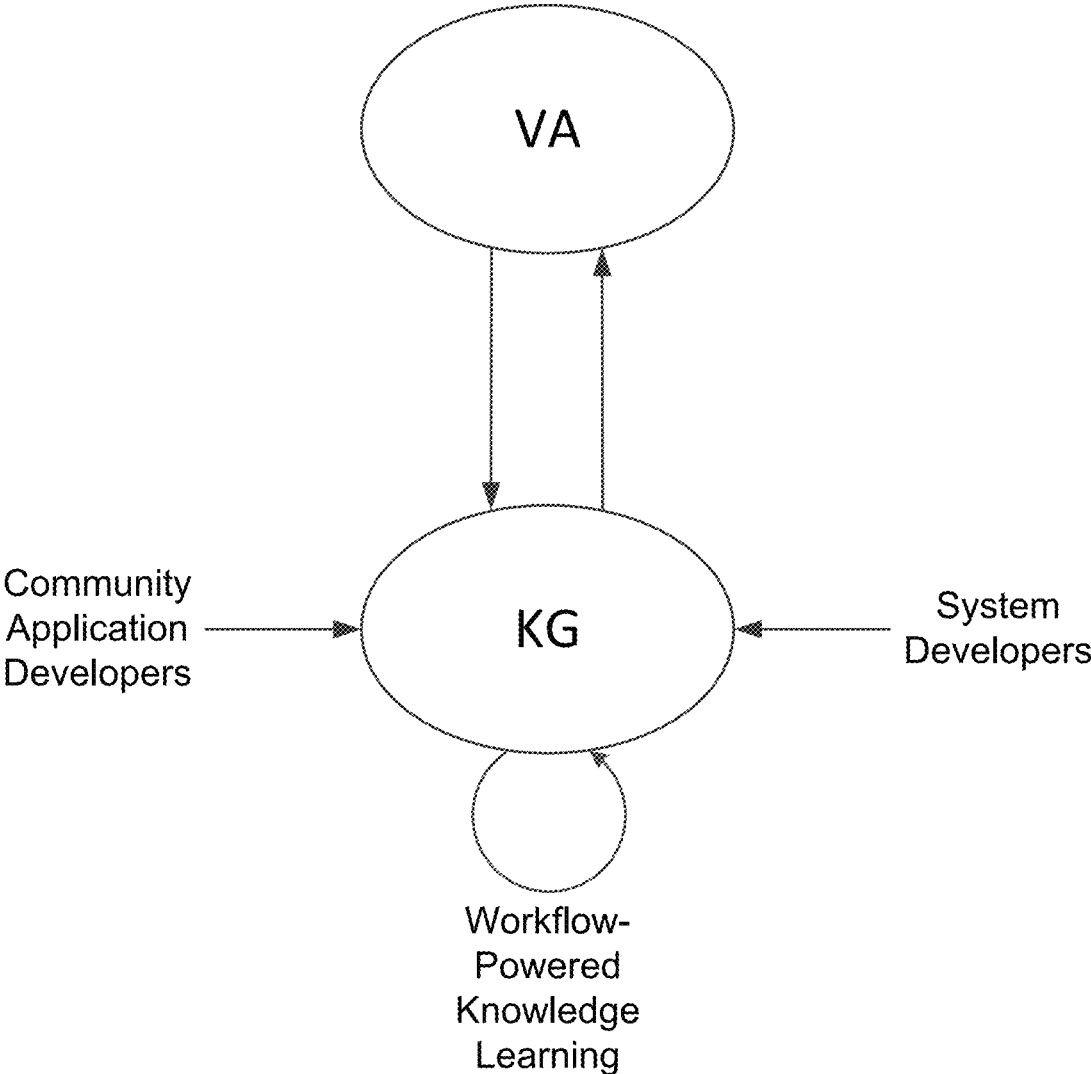 VA
Community
Application
Developers
KG
System
Developers
Workflow-
Powered
Knowledge
Learning